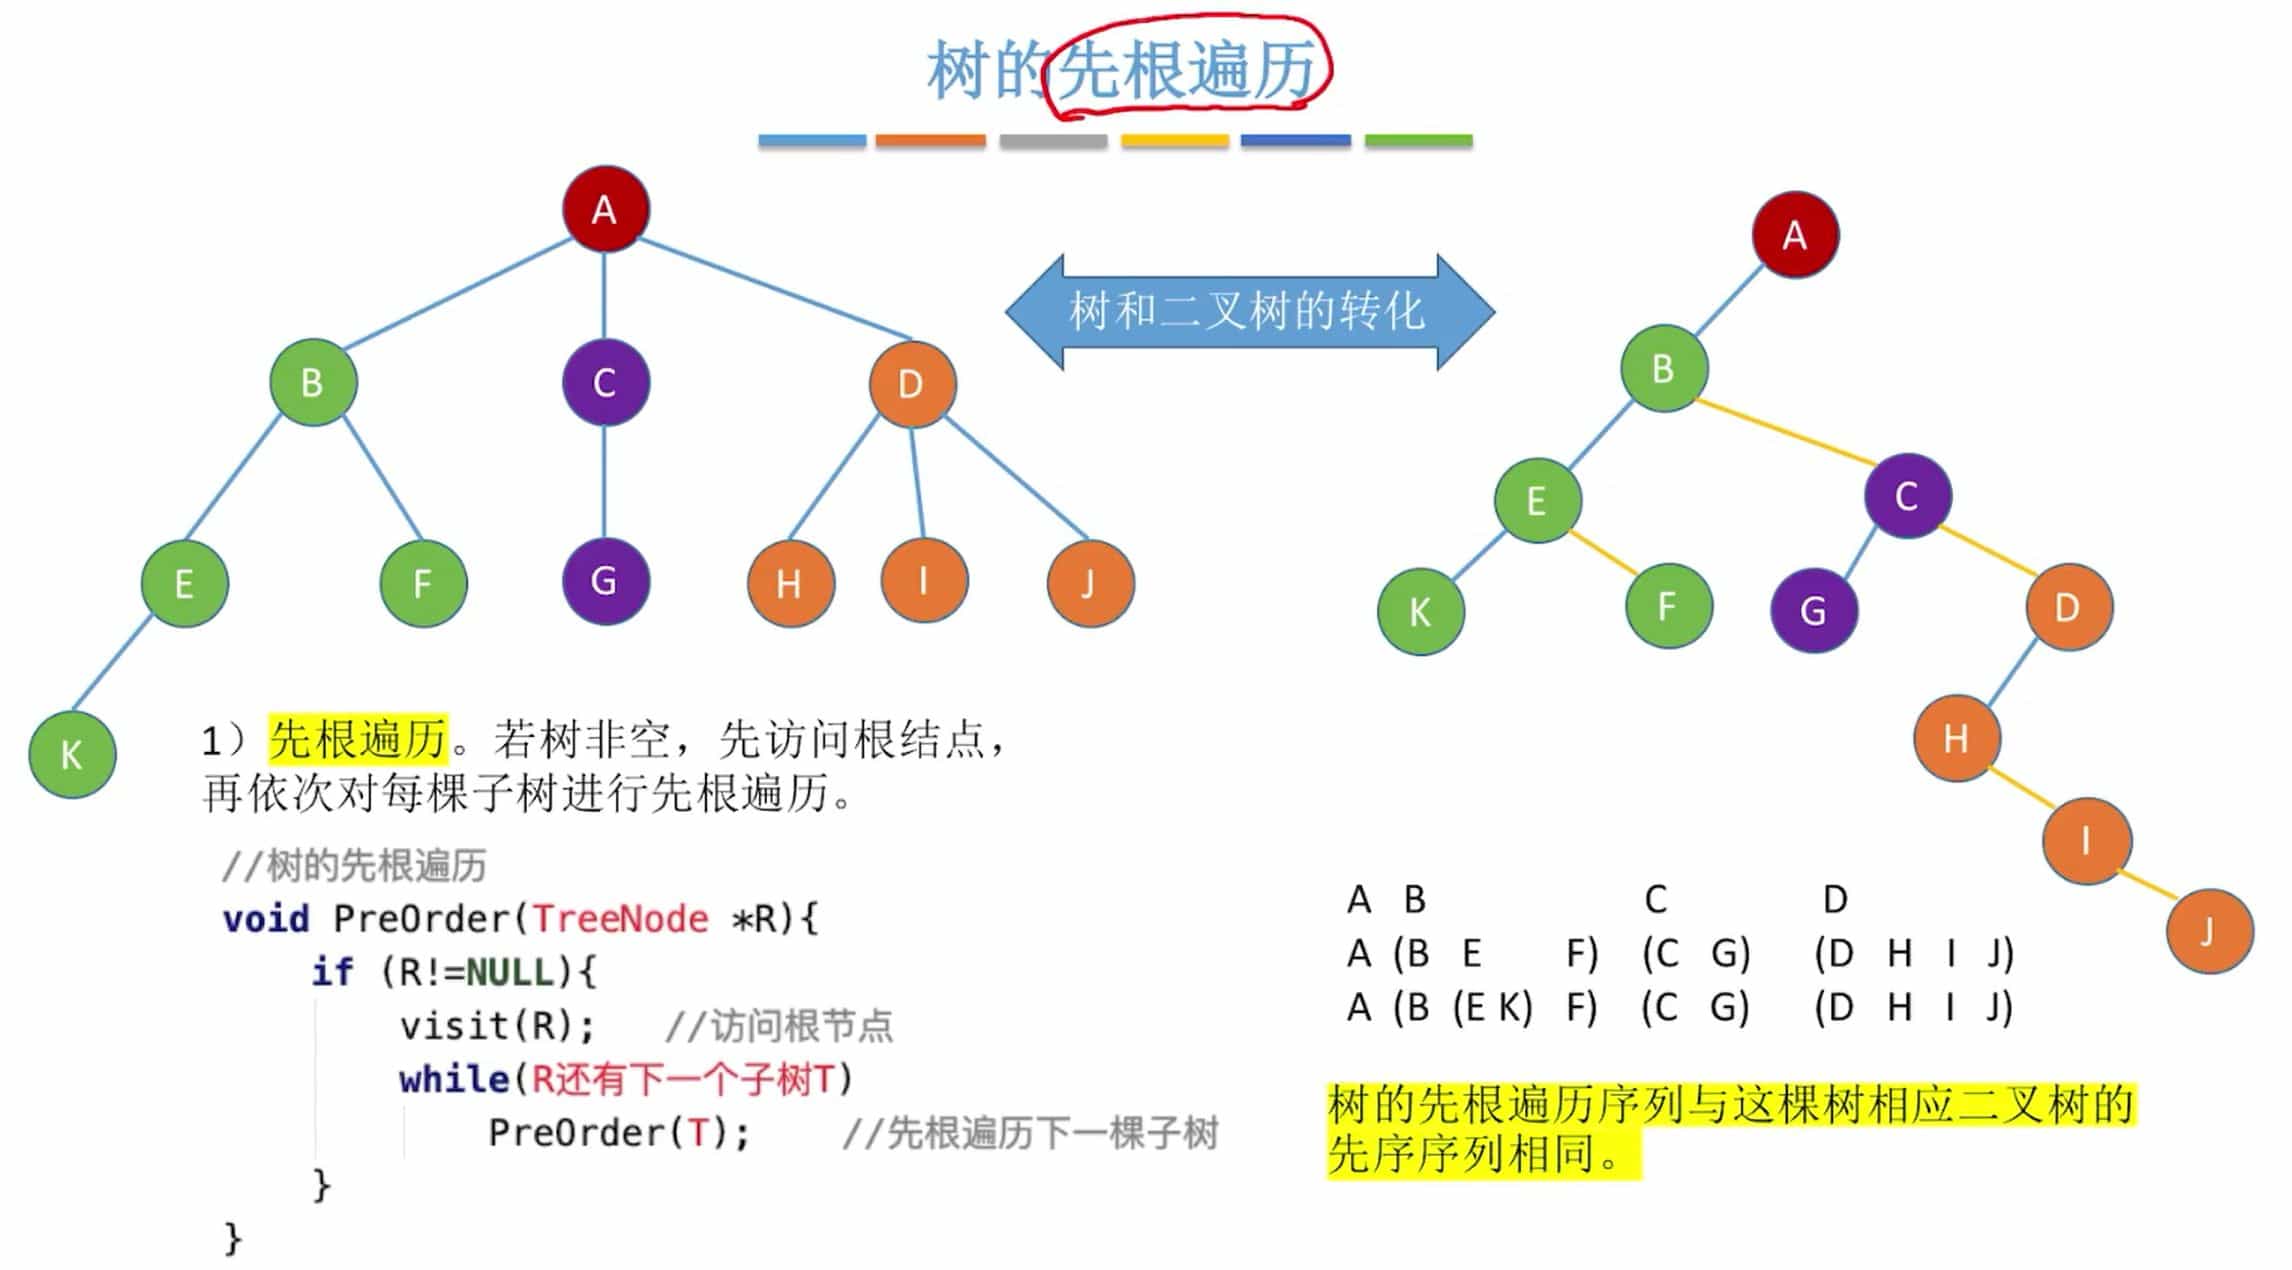 树的先根遍历
A
B
C
D
E
F
G
H
I
J
K
树和二叉树的转化
A
B
E
C
K
F
G
D
H
I
J
1）先根遍历。若树非空，先访问根结点，
再依次对每棵子树进行先根遍历。
//树的先根遍历
void PreOrder(TreeNode *R){
if (R!=NULL){
visit(R); //访问根节点
while(R还有下一个子树T)
PreOrder(T); //先根遍历下一棵子树
}
}
A B C D
A (B E F) (C G) (D H I J)
A (B (E K) F) (C G) (D H I J)
树的先根遍历序列与这棵树相应二叉树的
先序序列相同。